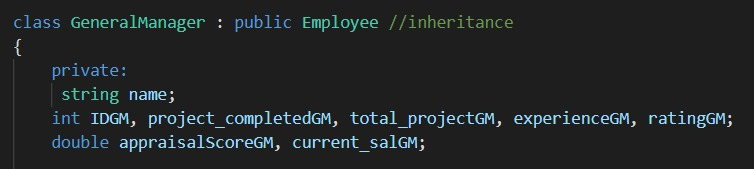 class GeneralManager : public Employee //inheritance
{
private:
string name;
int IDGM, project_completedGM, total_projectGM, experienceGM, ratingGM;
double appraisalScoreGM, current_salGM;